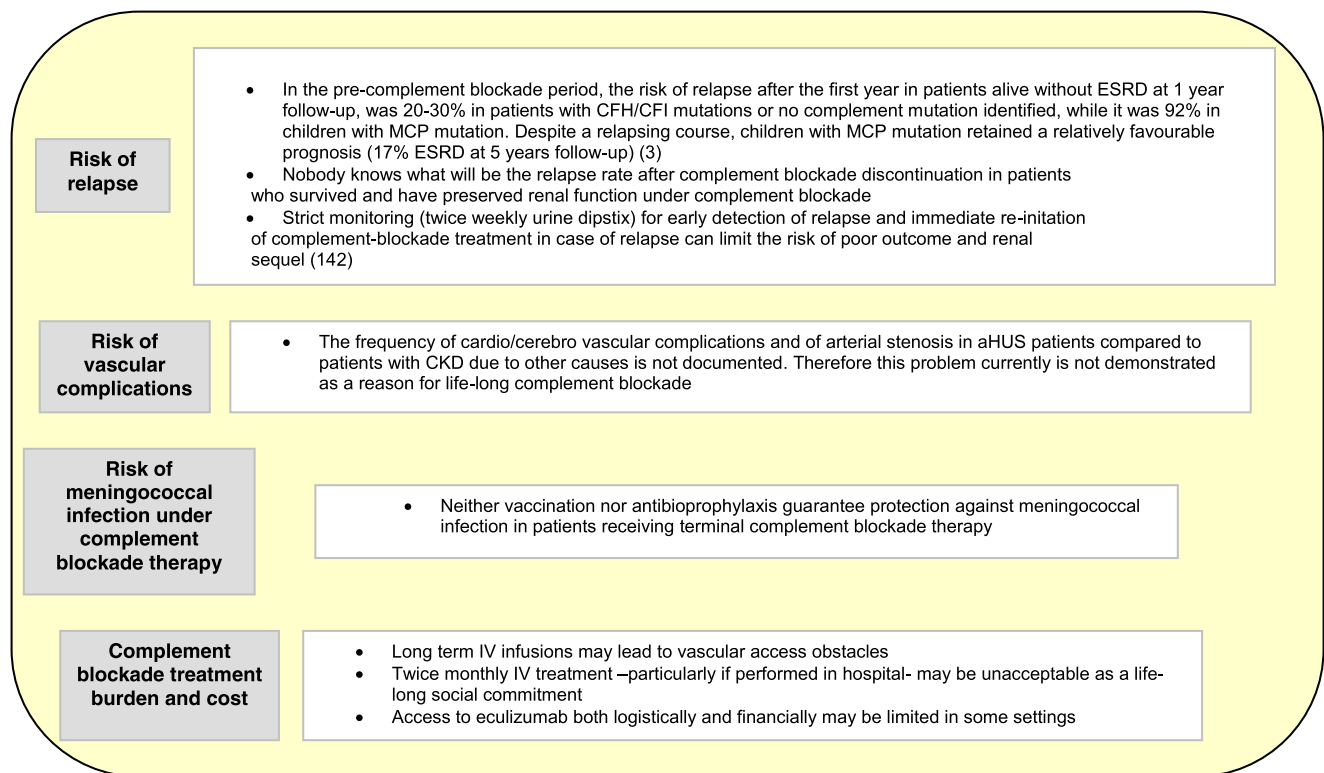 Risk of
relapse
• In the pre-complement blockade period, the risk of relapse after the first year in patients alive without ESRD at 1 year
follow-up, was 20-30% in patients with CFH/CFI mutations or no complement mutation identified, while it was 92% in
children with MCP mutation. Despite a relapsing course, children with MCP mutation retained a relatively favourable
prognosis (17% ESRD at 5 years follow-up) (3)
• Nobody knows what will be the relapse rate after complement blockade discontinuation in patients
who survived and have preserved renal function under complement blockade
• Strict monitoring (twice weekly urine dipstix) for early detection of relapse and immediate re-initation
of complement-blockade treatment in case of relapse can limit the risk of poor outcome and renal
sequel (142)
Risk of
vascular
complications
• The frequency of cardio/cerebro vascular complications and of arterial stenosis in aHUS patients compared to
patients with CKD due to other causes is not documented. Therefore this problem currently is not demonstrated
as a reason for life-long complement blockade
Risk of
meningococcal
infection under
complement
blockade therapy
• Neither vaccination nor antibioprophylaxis guarantee protection against meningococcal
infection in patients receiving terminal complement blockade therapy
Complement
blockade treatment
burden and cost
• Long term IV infusions may lead to vascular access obstacles
• Twice monthly IV treatment –particularly if performed in hospital- may be unacceptable as a life-
long social commitment
• Access to eculizumab both logistically and financially may be limited in some settings